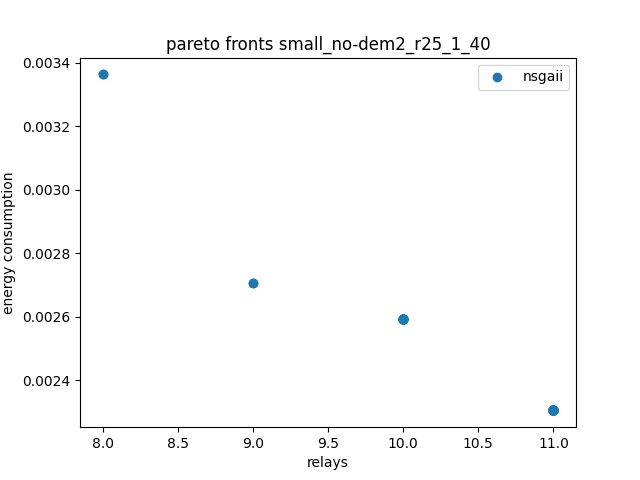 pareto fronts small_no-dem2_r25_1_40
nsgaii
energy consumption
0.0034
0.0032
0.0030
0.0028
0.0026
0.0024
8.0 8.5 9.0 9.5 10.0 10.5 11.0
relays